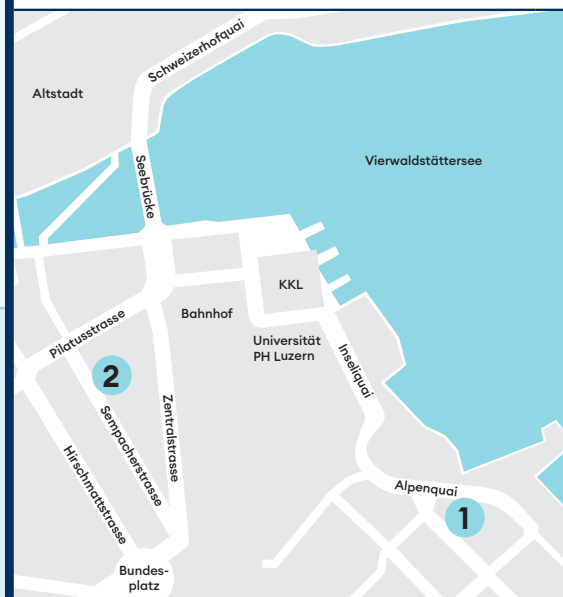 Schweizerhofquai
Altstadt
Seebrücke
Vierwaldstättersee
KKL
Bahnhof
Universität
PH Luzern
Pilatusstrasse
2
Inseliquai
Zentralstrasse
Sempacherstrasse
Hirschmattstrasse
Alpenquai
1
Bundes-
platz